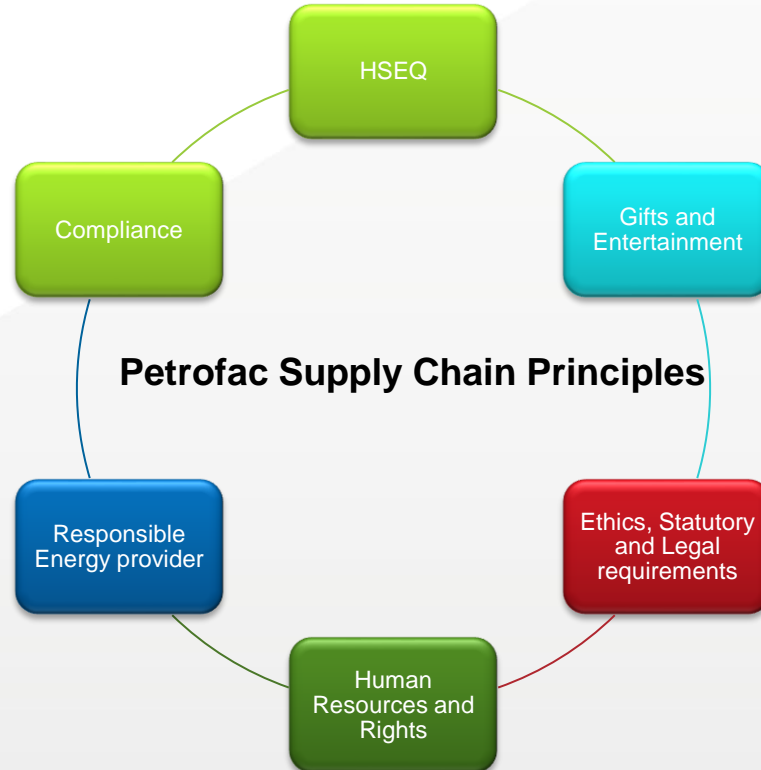 HSEQ
Compliance
Gifts and
Entertainment
Petrofac Supply Chain Principles
Responsible
Energy provider
Ethics, Statutory
and Legal
requirements
Human
Resources and
Rights